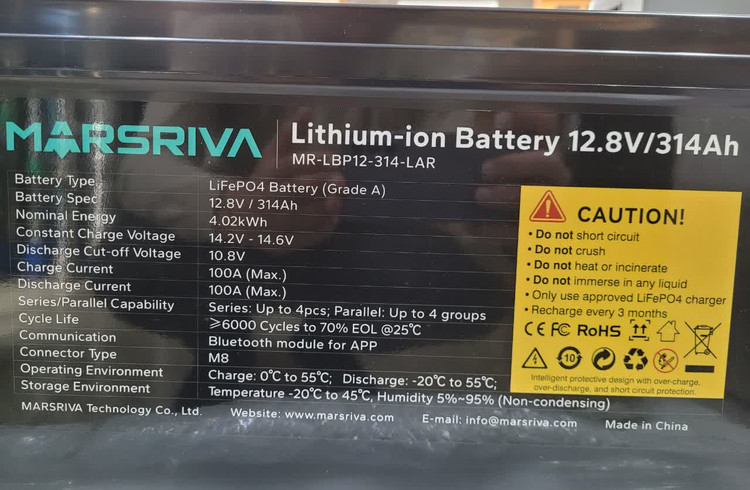 MARSRIVA
Lithium-ion Battery 12.8V/314Ah
MR-LBP12-314-LAR
Battery Type LiFePO4 Battery (Grade A)
Battery Spec 12.8V / 314Ah
Nominal Energy 4.02kWh
Constant Charge Voltage 14.2V - 14.6V
Discharge Cut-off Voltage 10.8V
Charge Current 100A (Max.)
Discharge Current 100A (Max.)
Series/Parallel Capability Series: Up to 4pcs; Parallel: Up to 4 groups
Cycle Life ≥6000 Cycles to 70% EOL @25℃
Communication Bluetooth module for APP
Connector Type M8
Operating Environment Charge: 0℃ to 55℃; Discharge: -20℃ to 55℃;
Storage Environment Temperature -20℃ to 45℃, Humidity 5%~95% (Non-condensing)
MARSRIVA Technology Co., Ltd. Website: www.marsriva.com E-mail: info@marsriva.com Made in China
CAUTION!
• Do not short circuit
• Do not crush
• Do not heat or incinerate
• Do not immerse in any liquid
• Only use approved LiFePO4 charger
• Recharge every 3 months
CE FC RoHS
10
Intelligent protective design with over-charge,
over-discharge, and short circuit protection.